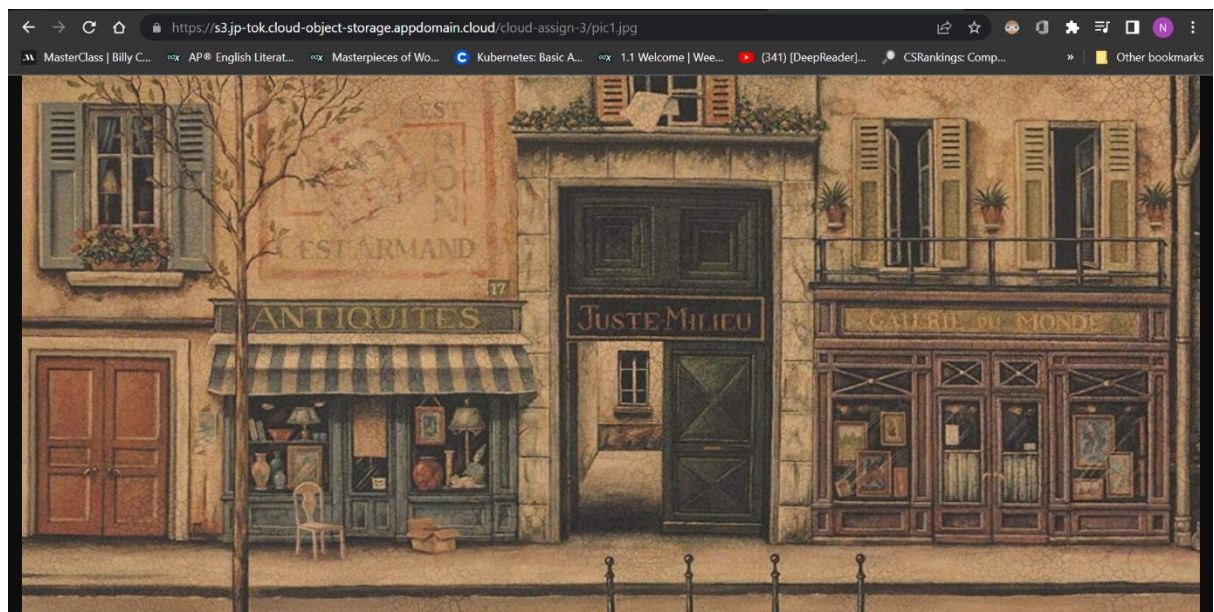 https://s3.jp-tok.cloud-object-storage.appdomain.cloud/cloud-assign-3/pic1.jpg
N
MasterClass | Billy C...
AP® English Literat...
Masterpieces of Wo...
Kubernetes: Basic A...
1.1 Welcome | Wee...
(341) [DeepReader]...
CSRankings: Comp...
»
Other bookmarks
EST
ON
C'EST ARMAND
17
ANTIQUITES
JUSTE MILIEU
GALERIE DU MONDE